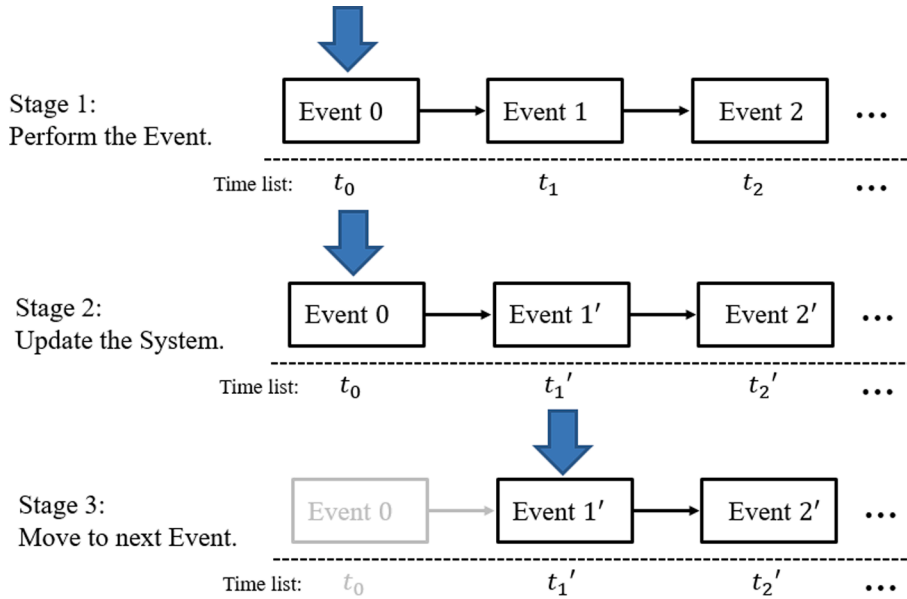 Stage 1:
Perform the Event.
Event 0 Event 1 Event 2 ...
Time list: t₀ t₁ t₂ ...
Stage 2:
Update the System.
Event 0 Event 1′ Event 2′ ...
Time list: t₀ t₁′ t₂′ ...
Stage 3:
Move to next Event.
Event 0 Event 1′ Event 2′ ...
Time list: t₀ t₁′ t₂′ ...